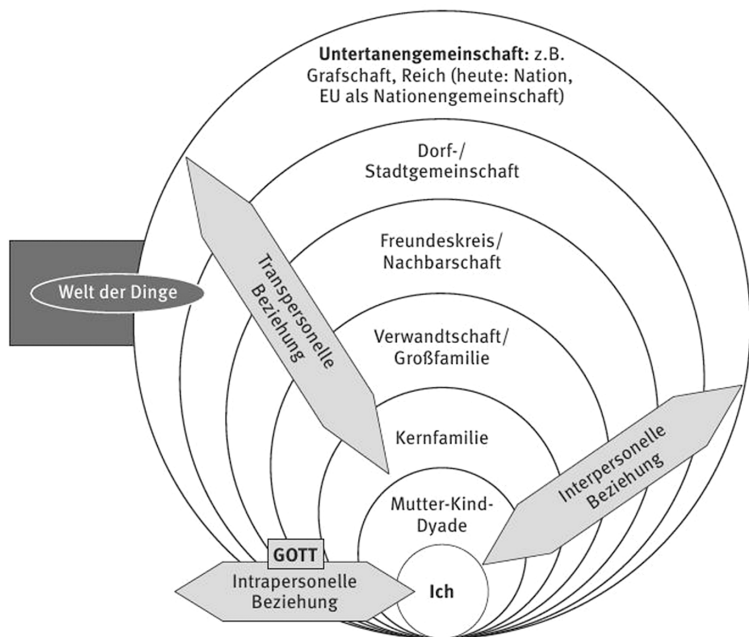 Untertanengemeinschaft: z.B.
Grafschaft, Reich (heute: Nation,
EU als Nationengemeinschaft)
Dorf-/
Stadtgemeinschaft
Freundeskreis/
Nachbarschaft
Transpersonelle
Beziehung
Welt der Dinge
Verwandtschaft/
Großfamilie
Kernfamilie
Interpersonelle
Beziehung
Mutter-Kind-
Dyade
GOTT
Intrapersonelle
Beziehung
Ich